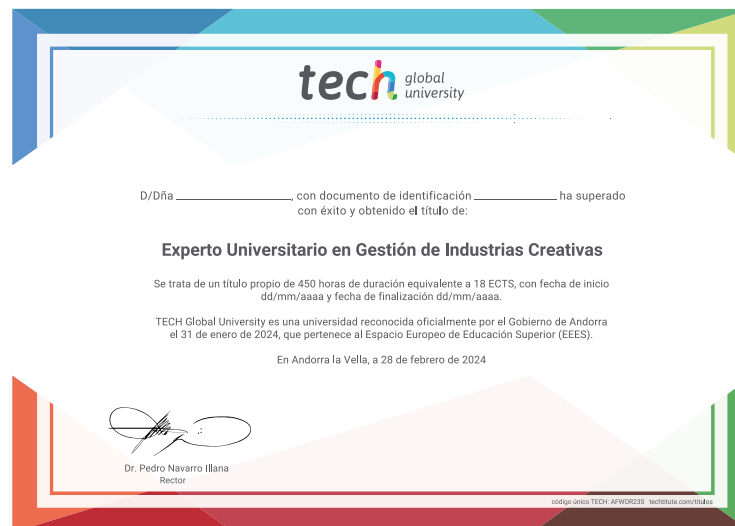 tech global university
D/Dña ____________________, con documento de identificación ______________ ha superado
con éxito y obtenido el título de:
Experto Universitario en Gestión de Industrias Creativas
Se trata de un título propio de 450 horas de duración equivalente a 18 ECTS, con fecha de inicio
dd/mm/aaaa y fecha de finalización dd/mm/aaaa.
TECH Global University es una universidad reconocida oficialmente por el Gobierno de Andorra
el 31 de enero de 2024, que pertenece al Espacio Europeo de Educación Superior (EEES).
En Andorra la Vella, a 28 de febrero de 2024
Dr. Pedro Navarro Illana
Rector
código único TECH: AFWOR23S techtitute.com/titulos